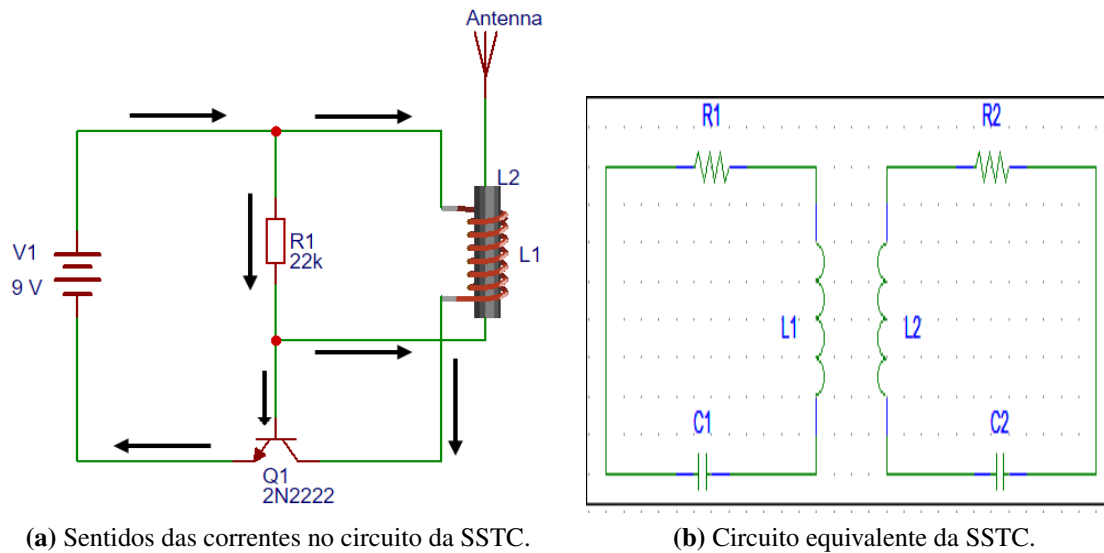 Antenna
L2
V1
9 V
R1
22k
L1
Q1
2N2222
(a) Sentidos das correntes no circuito da SSTC.
R1
R2
L1
L2
C1
C2
(b) Circuito equivalente da SSTC.